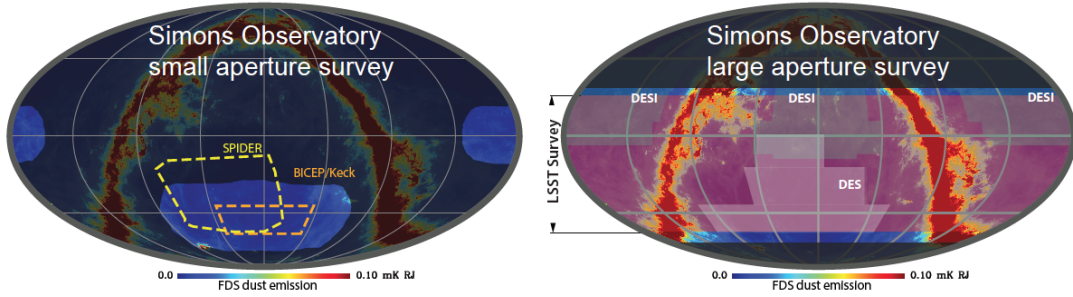 Simons Observatory
small aperture survey
SPIDER
BICEP/Keck
0.0
0.10 mK RJ
FDS dust emission
Simons Observatory
large aperture survey
DESI
DESI
DESI
LSST Survey
DES
0.0
0.10 mK RJ
FDS dust emission